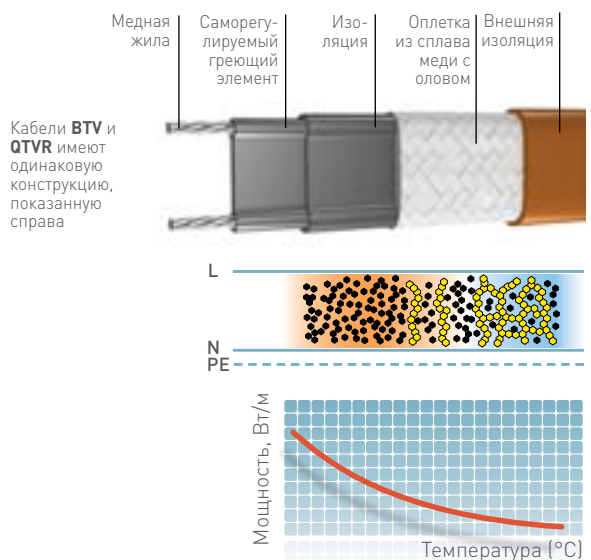 Медная
жила
Саморегу-
лируемый
греющий
элемент
Изо-
ляция
Оплетка
из сплава
меди с
оловом
Внешняя
изоляция
Кабели BTV и
QTVR имеют
одинаковую
конструкцию,
показанную
справа
L
N
PE
Мощность, Вт/м
Температура (°C)